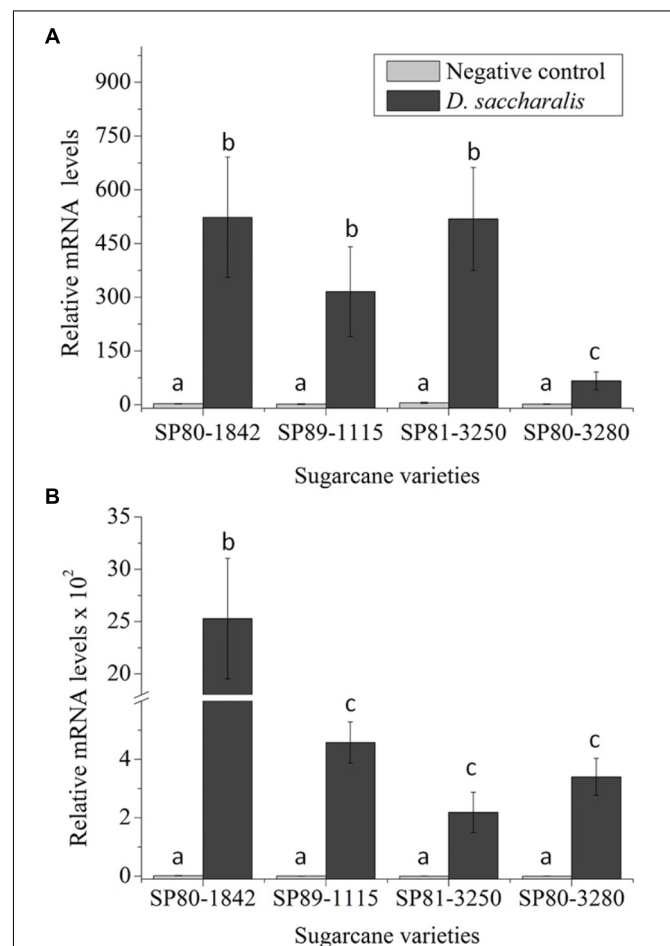 A
Relative mRNA levels
900
750
600
450
300
150
0
Negative control
D. saccharalis
a
b
a
b
a
b
a
c
SP80-1842
SP89-1115
SP81-3250
SP80-3280
Sugarcane varieties
B
Relative mRNA levels x 10²
35
30
25
20
4
2
0
a
b
a
c
a
c
a
c
SP80-1842
SP89-1115
SP81-3250
SP80-3280
Sugarcane varieties